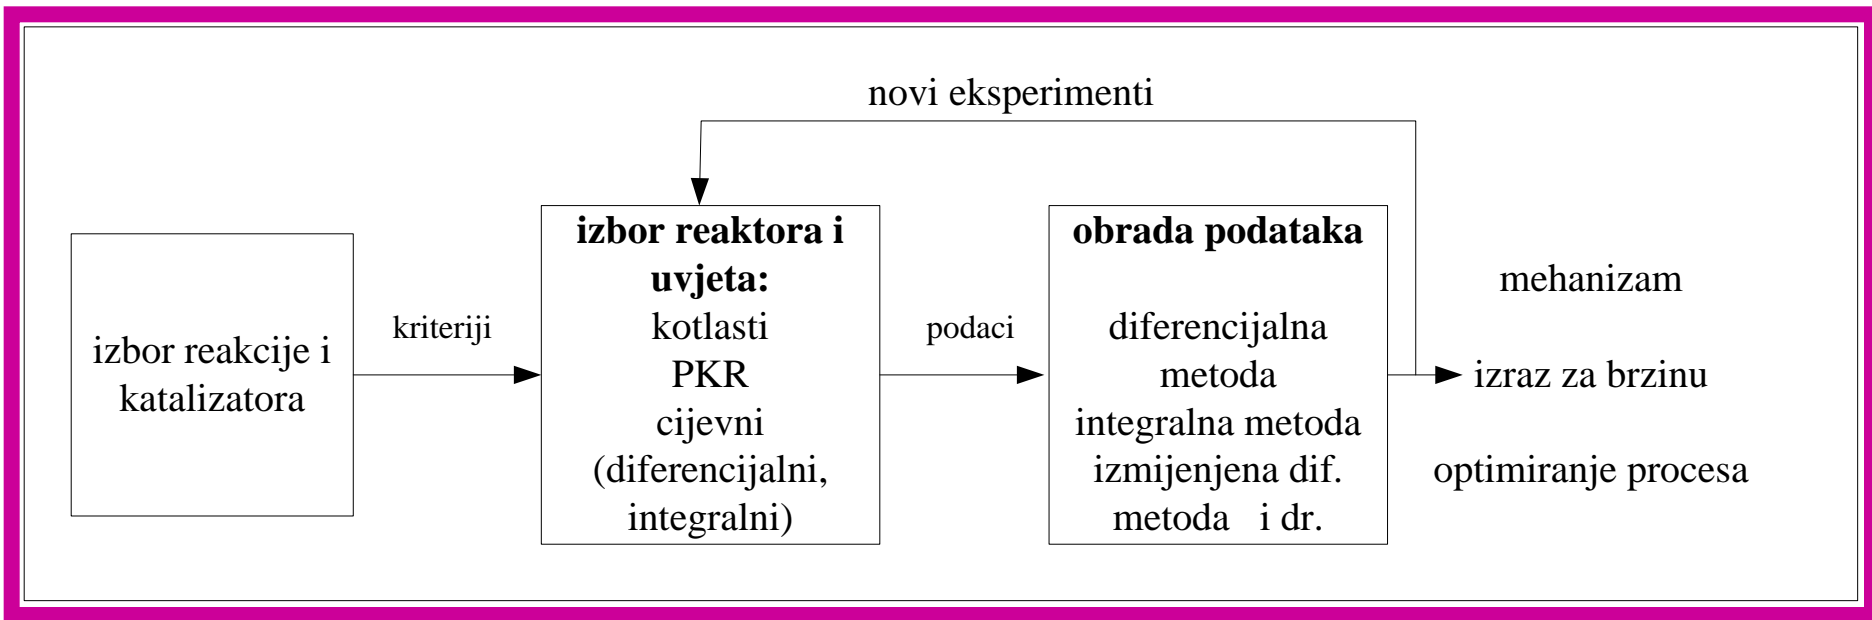 novi eksperimenti
izbor reakcije i
katalizatora
kriteriji
izbor reaktora i
uvjeta:
kotlasti
PKR
cijevni
(diferencijalni,
integralni)
podaci
obrada podataka
diferencijalna
metoda
integralna metoda
izmijenjena dif.
metoda i dr.
mehanizam
izraz za brzinu
optimiranje procesa